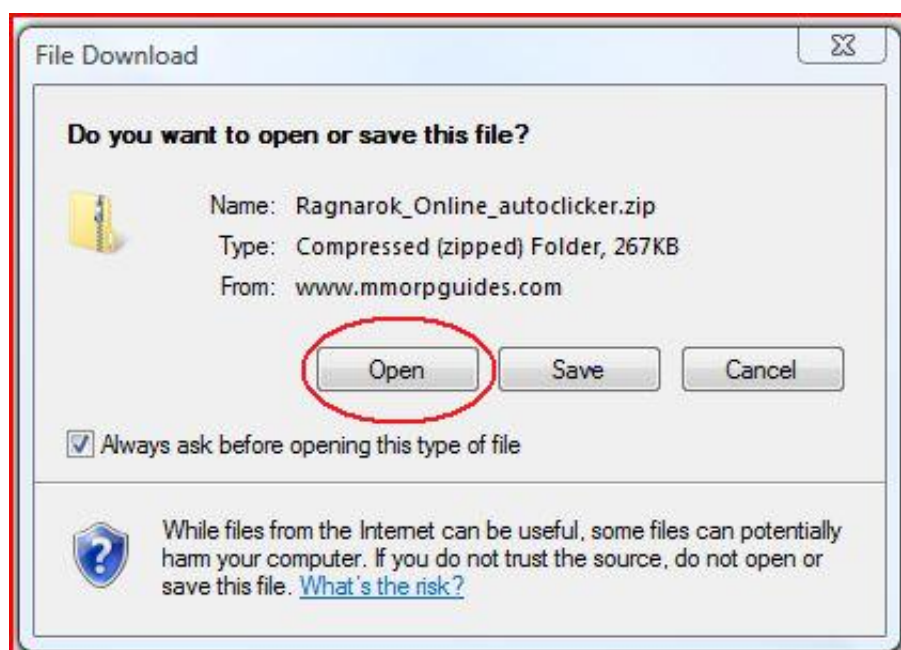 File Download
Do you want to open or save this file?
Name: Ragnarok_Online_autoclicker.zip
Type: Compressed (zipped) Folder, 267KB
From: www.mmorpguides.com
Open Save Cancel
Always ask before opening this type of file
While files from the Internet can be useful, some files can potentially
harm your computer. If you do not trust the source, do not open or
save this file. What's the risk?